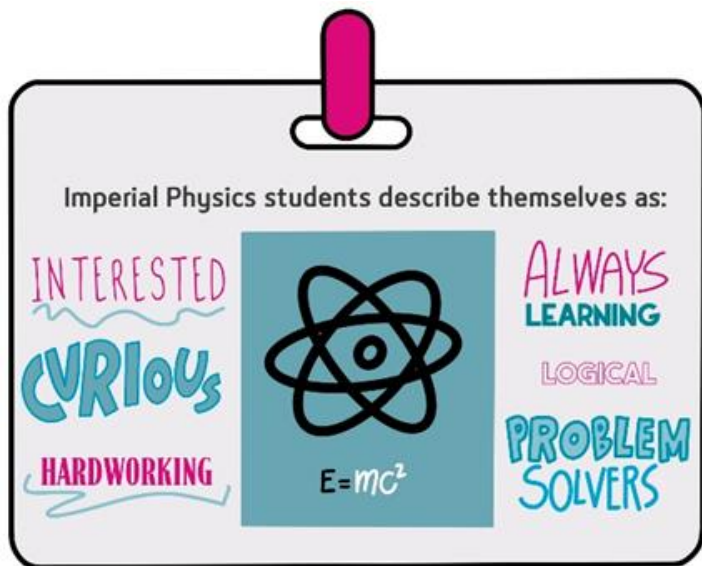 Imperial Physics students describe themselves as:
INTERESTED
CURIOUS
HARDWORKING
E=mc²
ALWAYS
LEARNING
LOGICAL
PROBLEM
SOLVERS